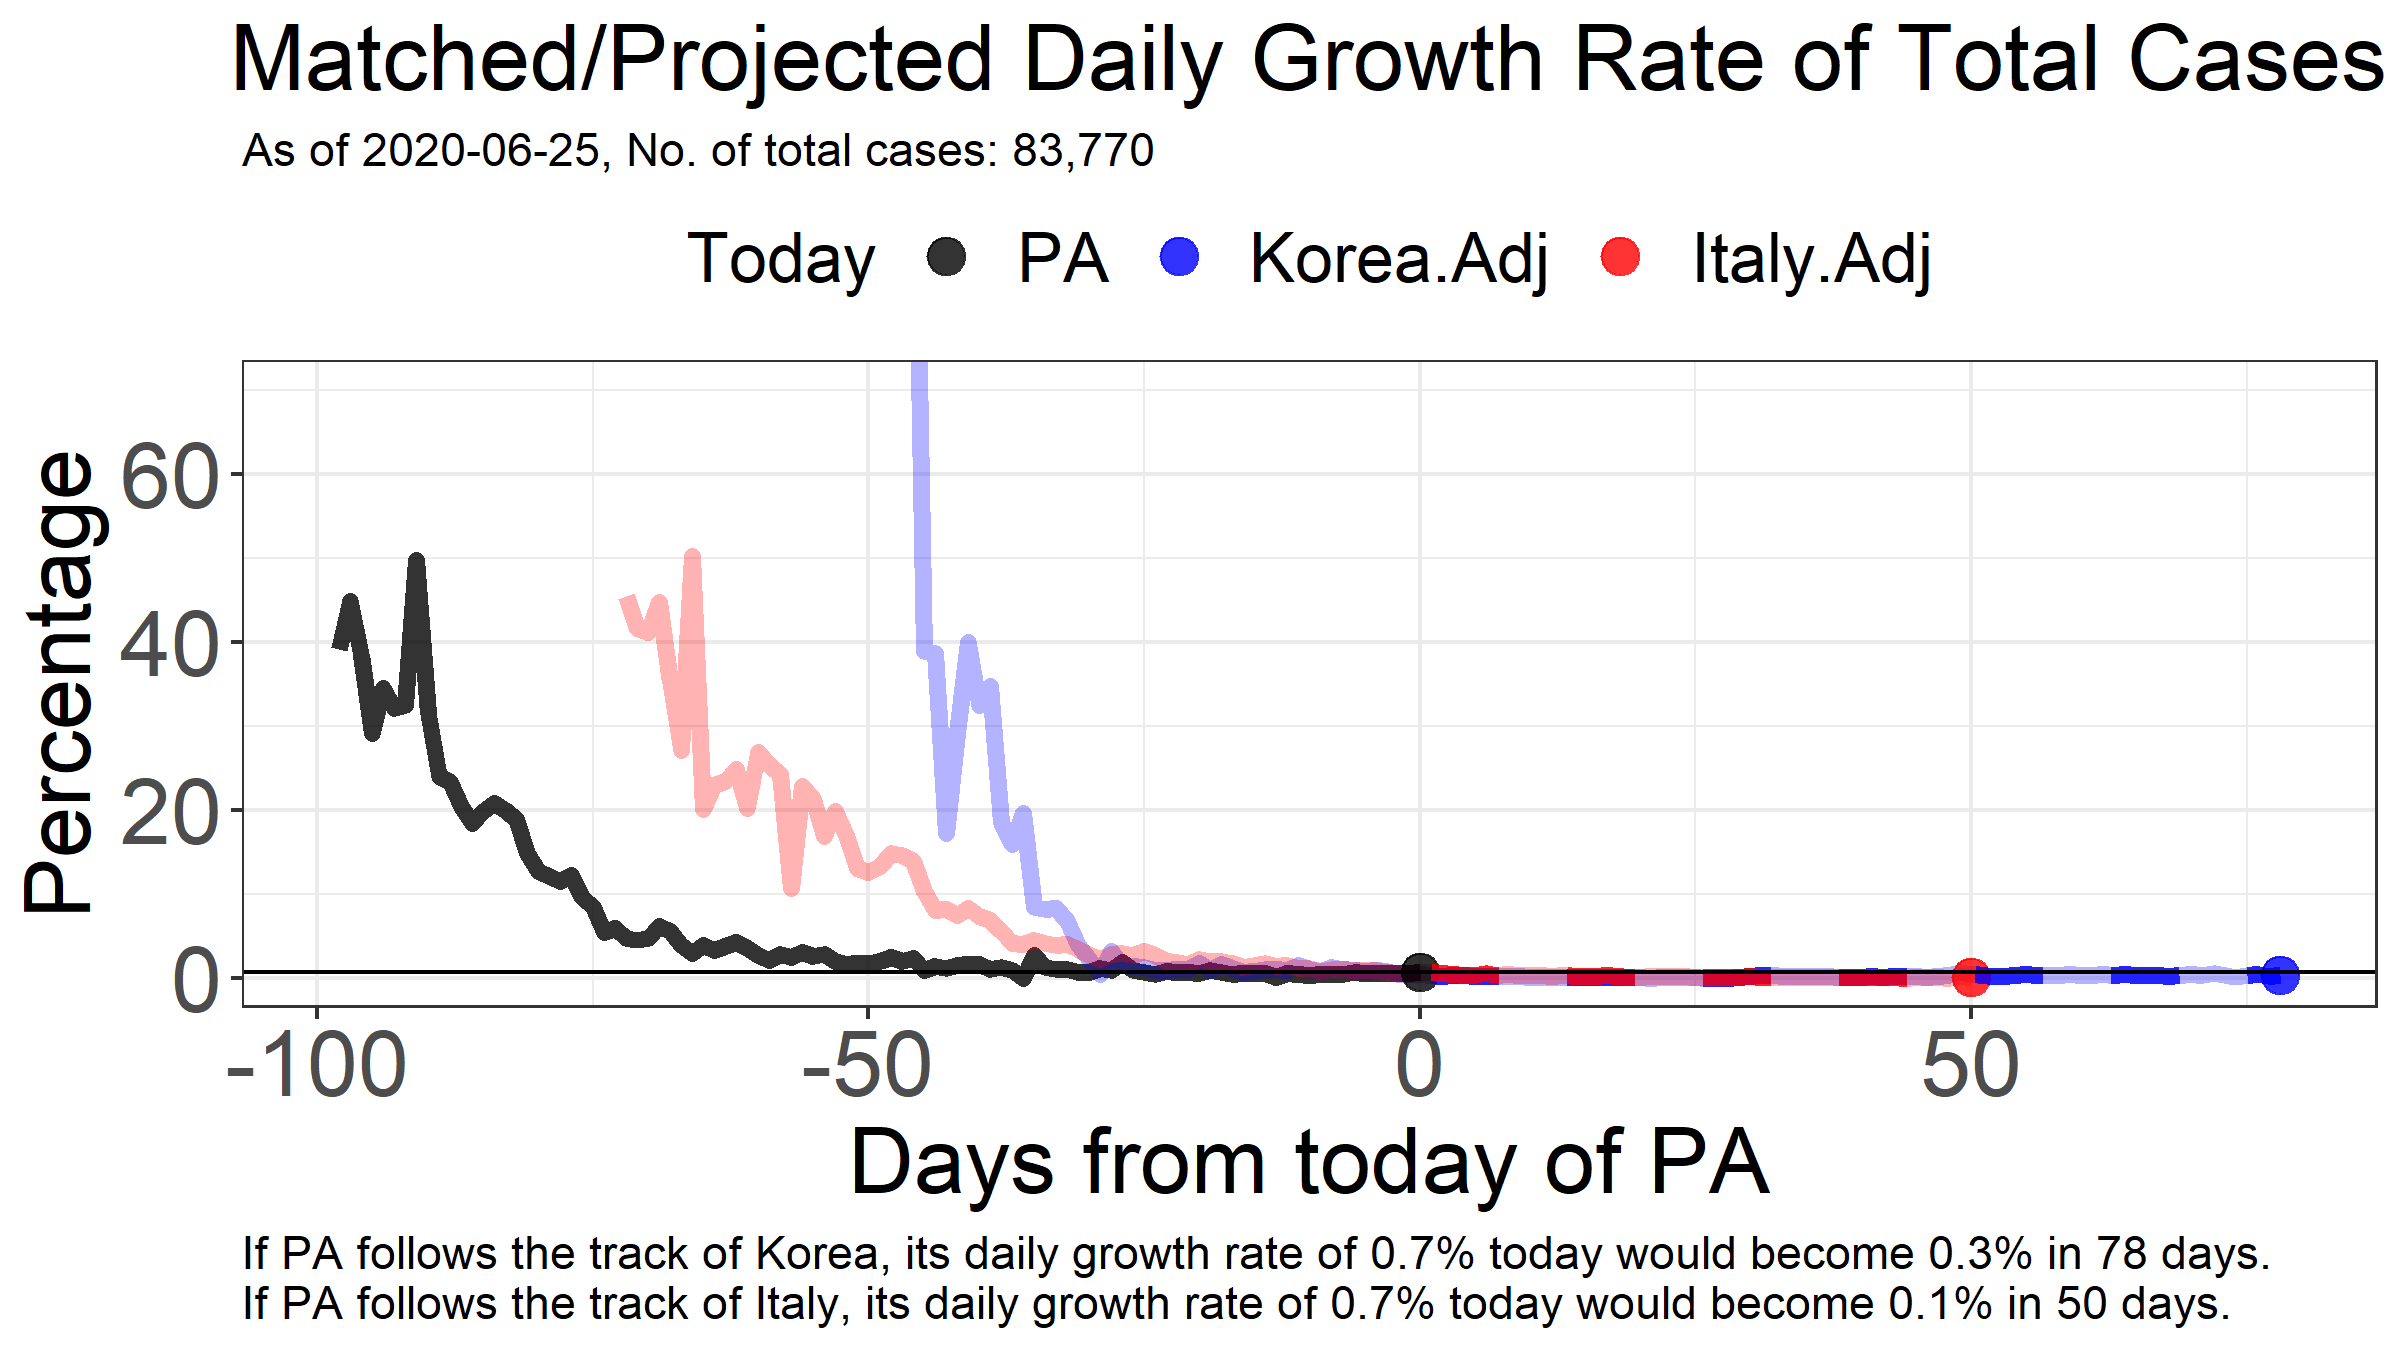 Matched/Projected Daily Growth Rate of Total Cases
As of 2020-06-25, No. of total cases: 83,770
Today PA Korea.Adj Italy.Adj
Percentage
60
40
20
0
-100 -50 0 50
Days from today of PA
If PA follows the track of Korea, its daily growth rate of 0.7% today would become 0.3% in 78 days.
If PA follows the track of Italy, its daily growth rate of 0.7% today would become 0.1% in 50 days.